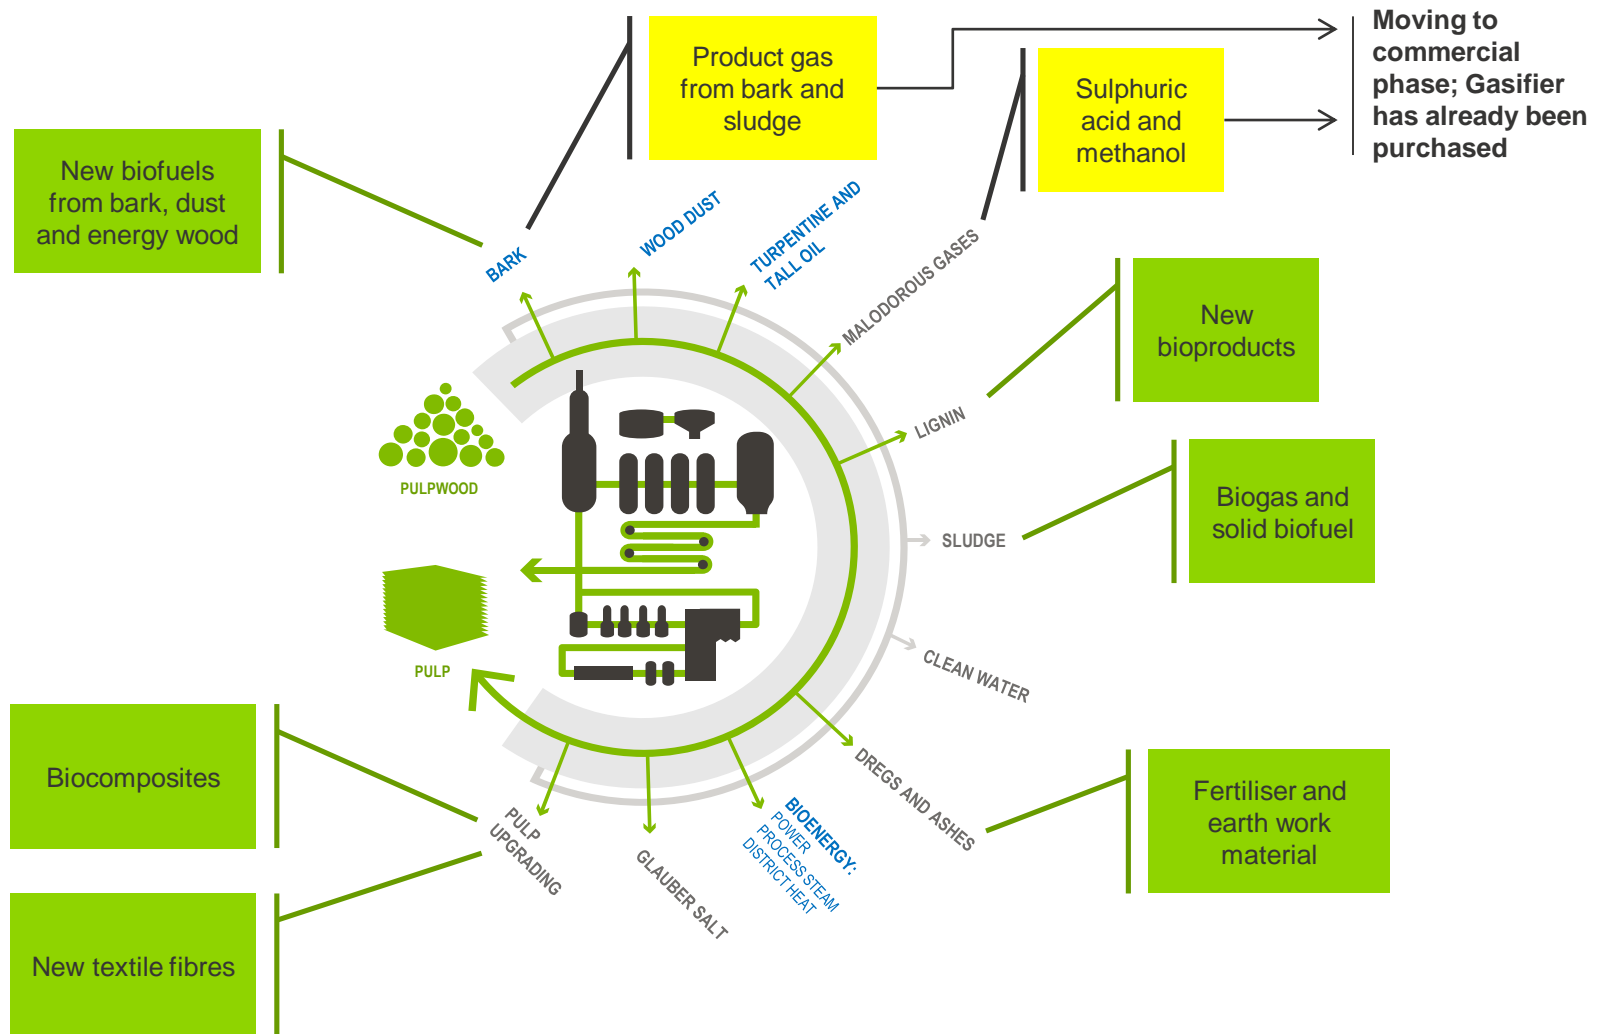 Moving to
commercial
phase; Gasifier
has already been
purchased
Product gas
from bark and
sludge
Sulphuric
acid and
methanol
New biofuels
from bark, dust
and energy wood
BARK
WOOD DUST
TURPENTINE AND
TALL OIL
MALODOROUS GASES
New
bioproducts
LIGNIN
PULPWOOD
Biogas and
solid biofuel
SLUDGE
CLEAN WATER
PULP
Biocomposites
DREGS AND ASHES
Fertiliser and
earth work
material
BIOENERGY:
POWER
PROCESS STEAM
DISTRICT HEAT
GLAUBER SALT
PULP
UPGRADING
New textile fibres